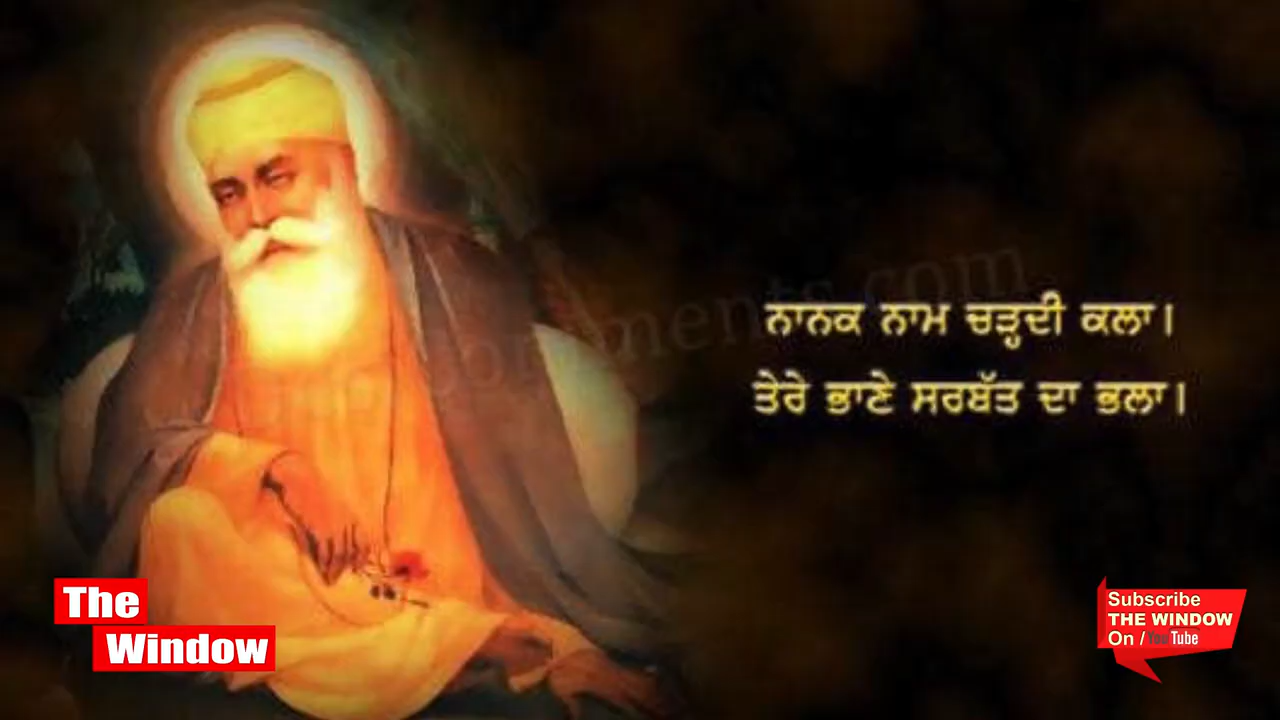 ਨਾਨਕ ਨਾਮ ਚੜ੍ਹਦੀ ਕਲਾ।
ਤੇਰੇ ਭਾਣੇ ਸਰਬੱਤ ਦਾ ਭਲਾ।
The
Window
Subscribe
THE WINDOW
On / YouTube